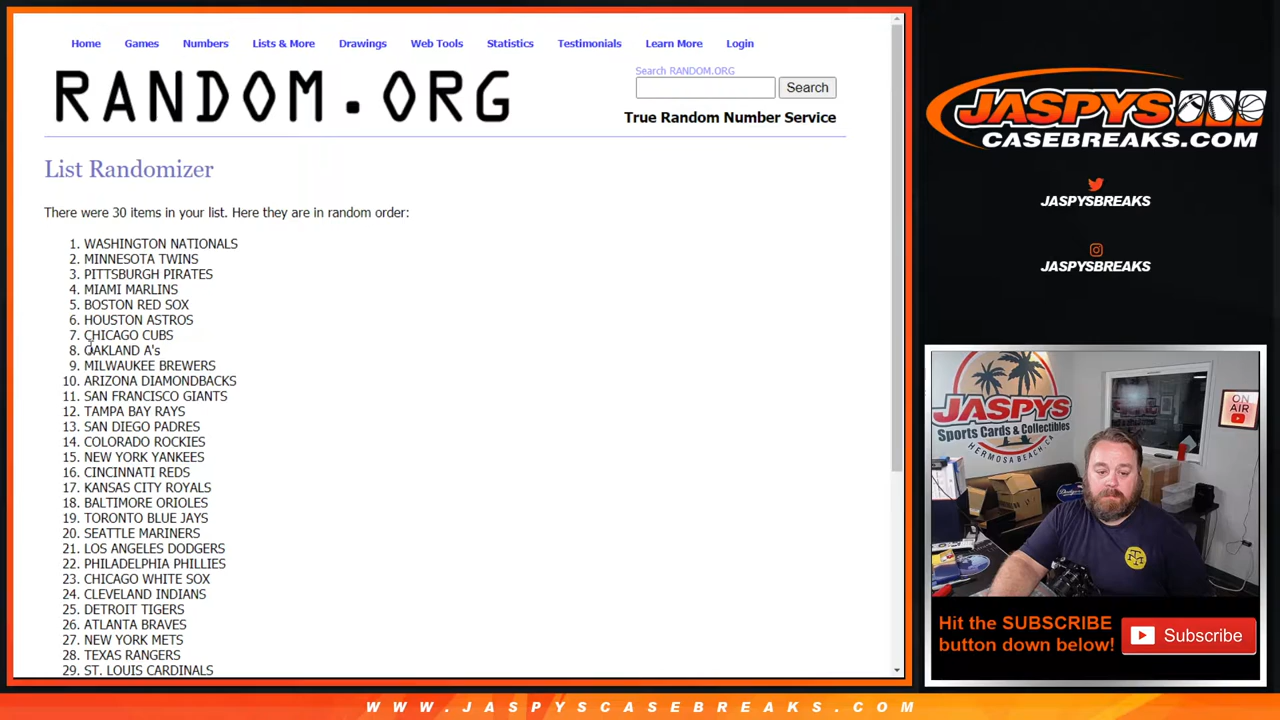 Home Games Numbers Lists & More Drawings Web Tools Statistics Testimonials Learn More Login
RANDOM.ORG
Search RANDOM.ORG
Search
True Random Number Service
List Randomizer
There were 30 items in your list. Here they are in random order:
1. WASHINGTON NATIONALS
2. MINNESOTA TWINS
3. PITTSBURGH PIRATES
4. MIAMI MARLINS
5. BOSTON RED SOX
6. HOUSTON ASTROS
7. CHICAGO CUBS
8. OAKLAND A's
9. MILWAUKEE BREWERS
10. ARIZONA DIAMONDBACKS
11. SAN FRANCISCO GIANTS
12. TAMPA BAY RAYS
13. SAN DIEGO PADRES
14. COLORADO ROCKIES
15. NEW YORK YANKEES
16. CINCINNATI REDS
17. KANSAS CITY ROYALS
18. BALTIMORE ORIOLES
19. TORONTO BLUE JAYS
20. SEATTLE MARINERS
21. LOS ANGELES DODGERS
22. PHILADELPHIA PHILLIES
23. CHICAGO WHITE SOX
24. CLEVELAND INDIANS
25. DETROIT TIGERS
26. ATLANTA BRAVES
27. NEW YORK METS
28. TEXAS RANGERS
29. ST. LOUIS CARDINALS
JASPYS
CASEBREAKS.COM
JASPYSBREAKS
JASPYSBREAKS
JASPYS
Sports Cards & Collectibles
HERMOSA BEACH, CA
ON
AIR
Dodgers
Hit the SUBSCRIBE
button down below!
Subscribe
WWW.JASPYSCASEBREAKS.COM